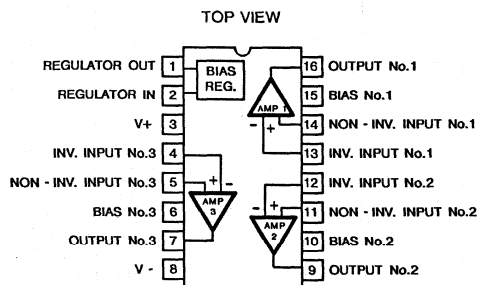 TOP VIEW
REGULATOR OUT 1
REGULATOR IN 2
V+ 3
INV. INPUT No.3 4
NON - INV. INPUT No.3 5
BIAS No.3 6
OUTPUT No.3 7
V - 8
BIAS
REG.
AMP 1
- +
+ -
AMP
3
- +
AMP
2
16 OUTPUT No.1
15 BIAS No.1
14 NON - INV. INPUT No.1
13 INV. INPUT No.1
12 INV. INPUT No.2
11 NON - INV. INPUT No.2
10 BIAS No.2
9 OUTPUT No.2